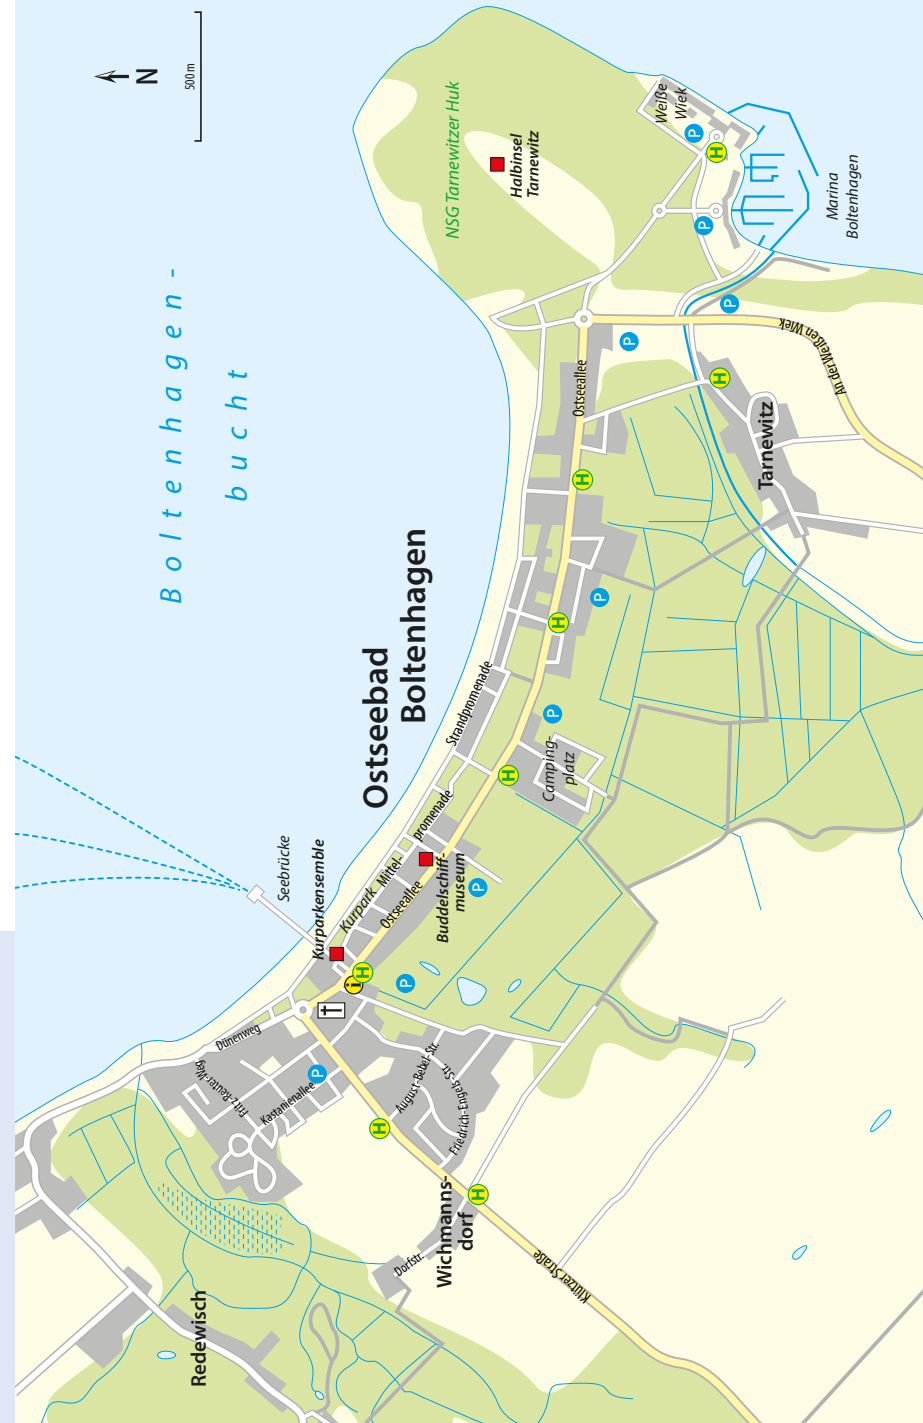 N
500 m
Boltenhagen-
bucht
NSG Tarnewitzer Huk
Halbinsel
Tarnewitz
Weiße
Wiek
P
H
P
Marina
Boltenhagen
P
An der Weißen Wiek
P
Ostseeallee
H
Tarnewitz
H
P
H
Ostseebad
Boltenhagen
Strandpromenade
P
Camping-
platz
H
Mittel-
promenade
Seebrücke
Kurparkensemble
Kurpark
Ostseeallee
Buddelschiff-
museum
P
H
i
P
Dünenweg
Fritz-Reuter-Weg
Kastanienallee
P
August-Bebel-Str.
Friedrich-Engels-Str.
H
Wichmanns-
dorf
H
Dorfstr.
Klützer Straße
Redewisch